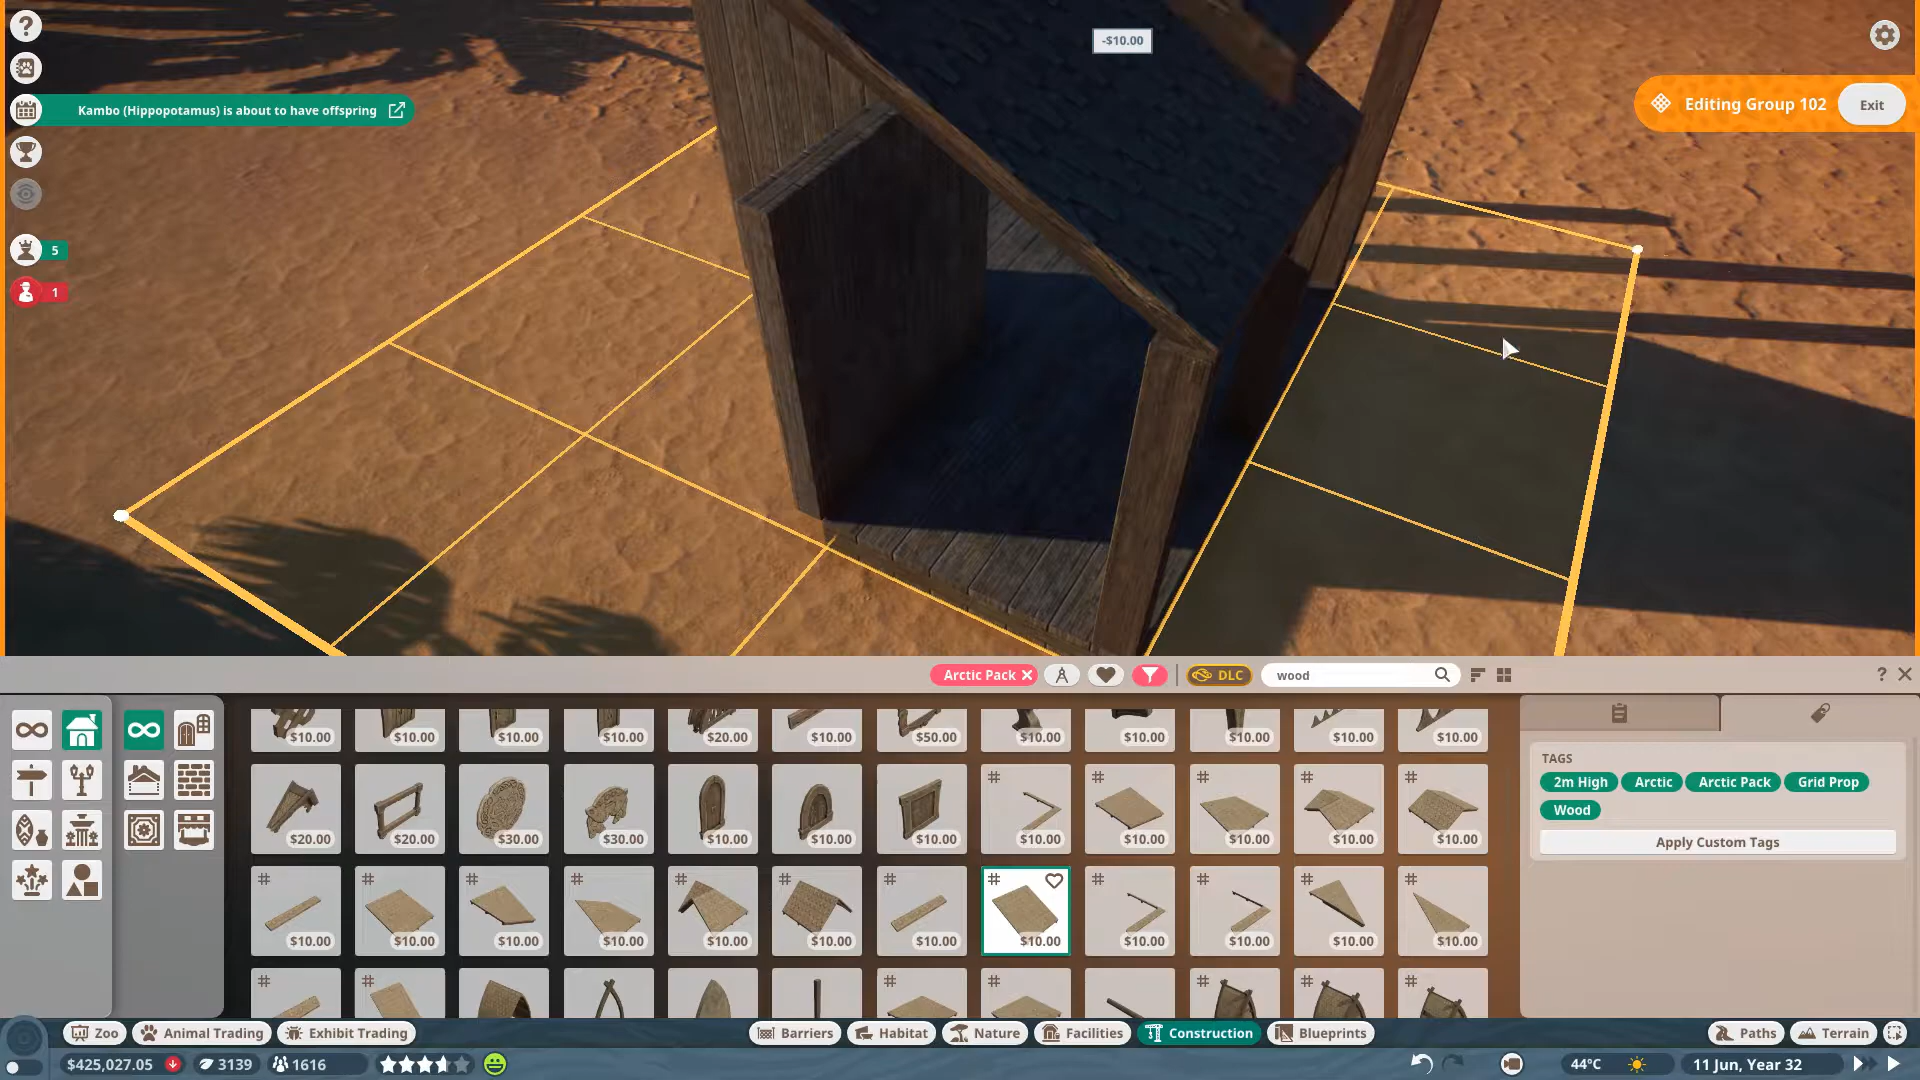 -$10.00
?
Kambo (Hippopotamus) is about to have offspring
Editing Group 102 Exit
5
1
Arctic Pack ×
DLC
wood
? ×
$10.00 $10.00 $10.00 $10.00 $20.00 $10.00 $50.00 $10.00 $10.00 $10.00 $10.00 $10.00
$20.00 $20.00 $30.00 $30.00 $10.00 $10.00 $10.00 # $10.00 # $10.00 # $10.00 # $10.00 # $10.00
# $10.00 # $10.00 # $10.00 # $10.00 # $10.00 # $10.00 # $10.00 # $10.00 # $10.00 # $10.00 # $10.00 # $10.00
# # # # # # #
TAGS
2m High Arctic Arctic Pack Grid Prop
Wood
Apply Custom Tags
Zoo Animal Trading Exhibit Trading Barriers Habitat Nature Facilities Construction Blueprints Paths Terrain
$425,027.05 3139 1616 44°C 11 Jun, Year 32